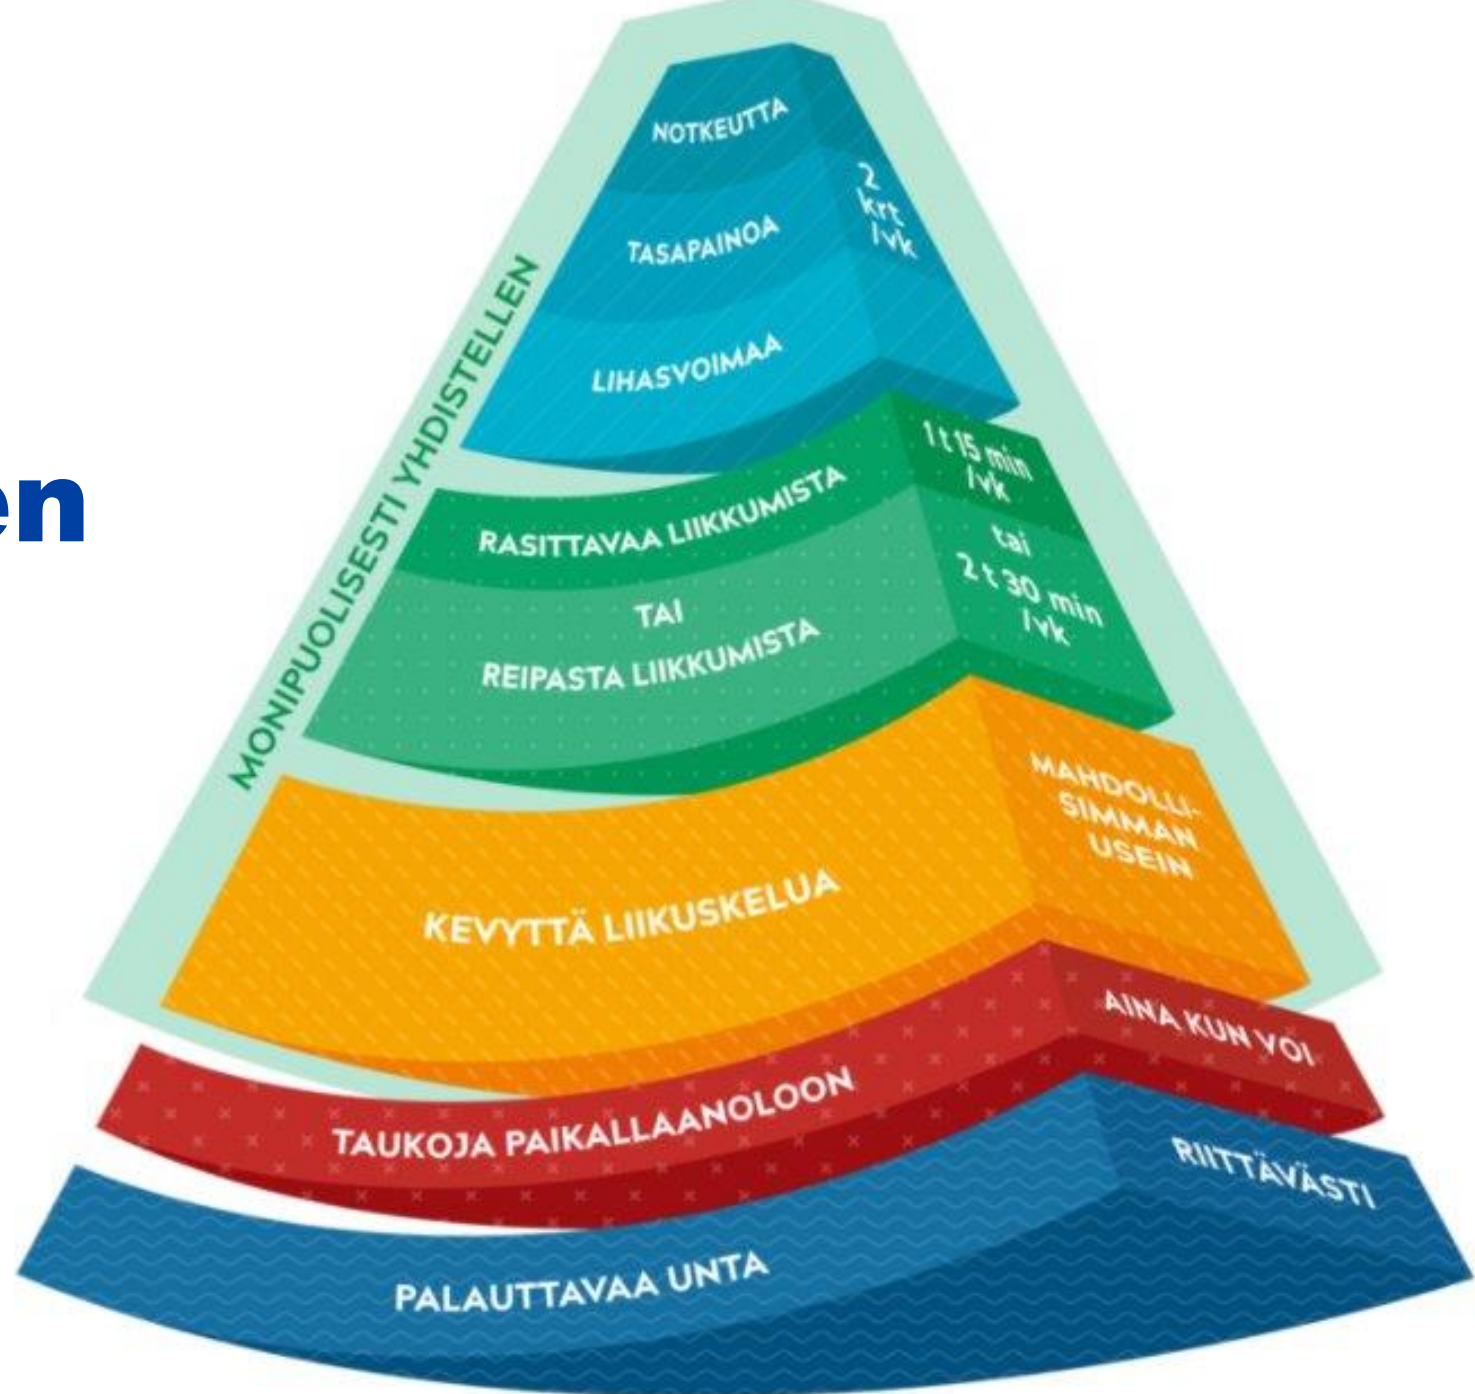 NOTKEUTTA
TASAPAINOA
LIHASVOIMAA
2
krt
/vk
MONIPUOLISESTI YHDISTELLEN
RASITTAVAA LIIKKUMISTA
1 t 15 min
/vk
TAI
REIPASTA LIIKKUMISTA
tai
2 t 30 min
/vk
en
KEVYTTÄ LIIKUSKELUA
MAHDOLLI-
SIMMAN
USEIN
TAUKOJA PAIKALLAANOLOON
AINA KUN VOI
PALAUTTAVAA UNTA
RIITTÄVÄSTI